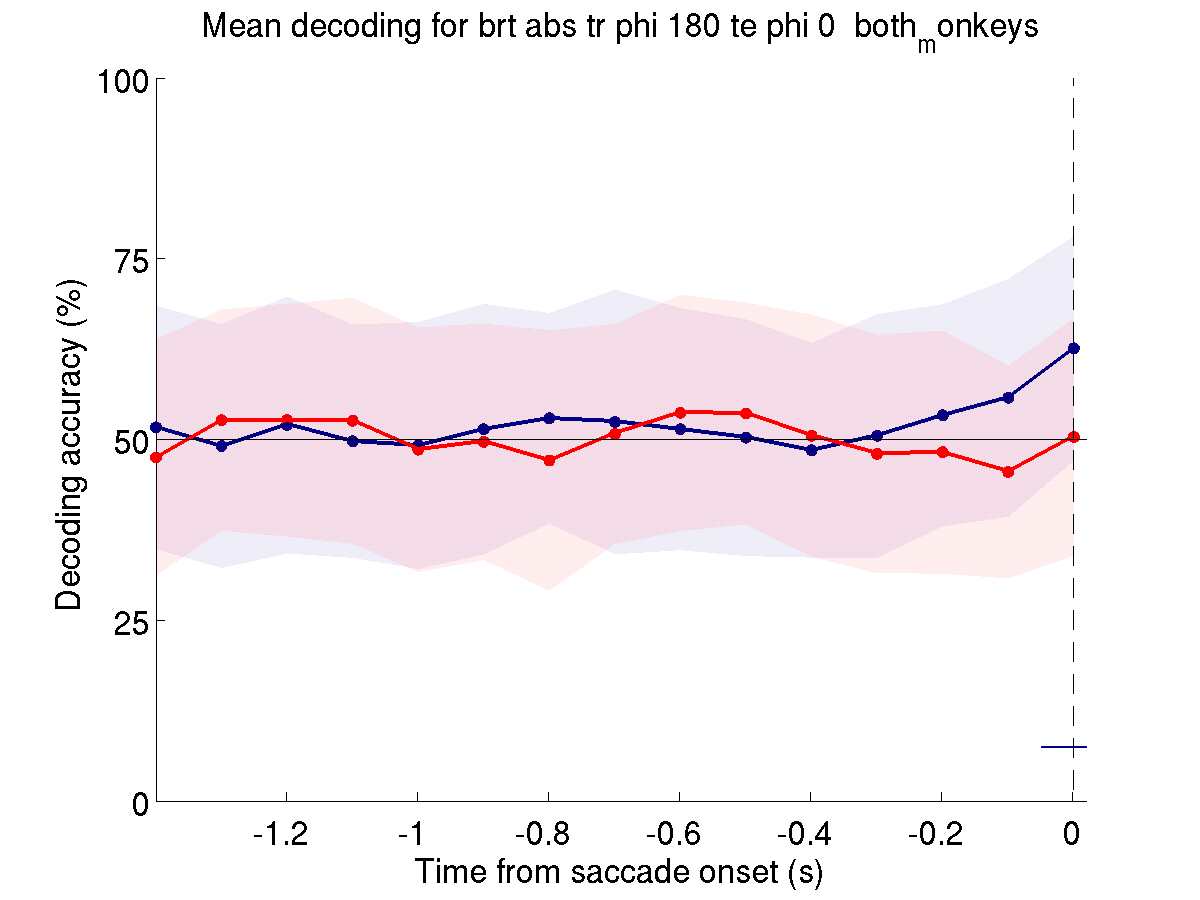 Mean decoding for brt abs tr phi 180 te phi 0  both_monkeys
100
75
50
25
0
Decoding accuracy (%)
-1.2 -1 -0.8 -0.6 -0.4 -0.2 0
Time from saccade onset (s)